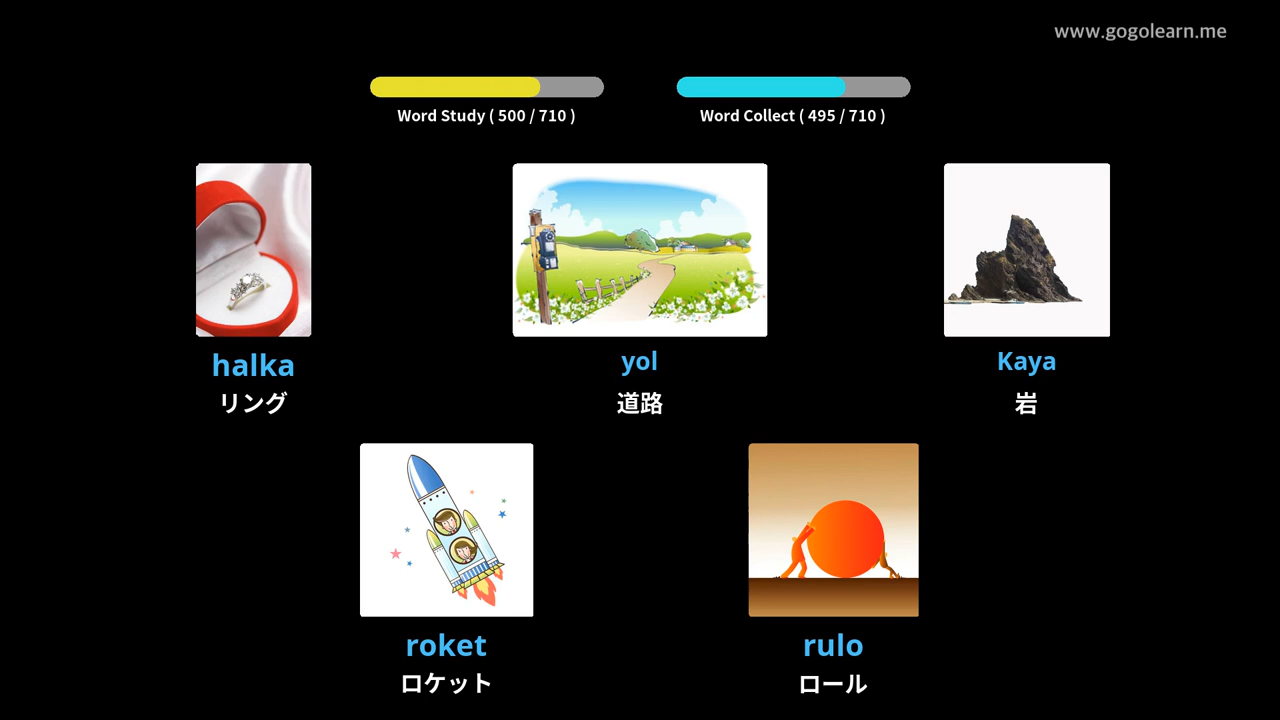 www.gogolearn.me
Word Study ( 500 / 710 )
Word Collect ( 495 / 710 )
halka
リング
yol
道路
Kaya
岩
roket
ロケット
rulo
ロール